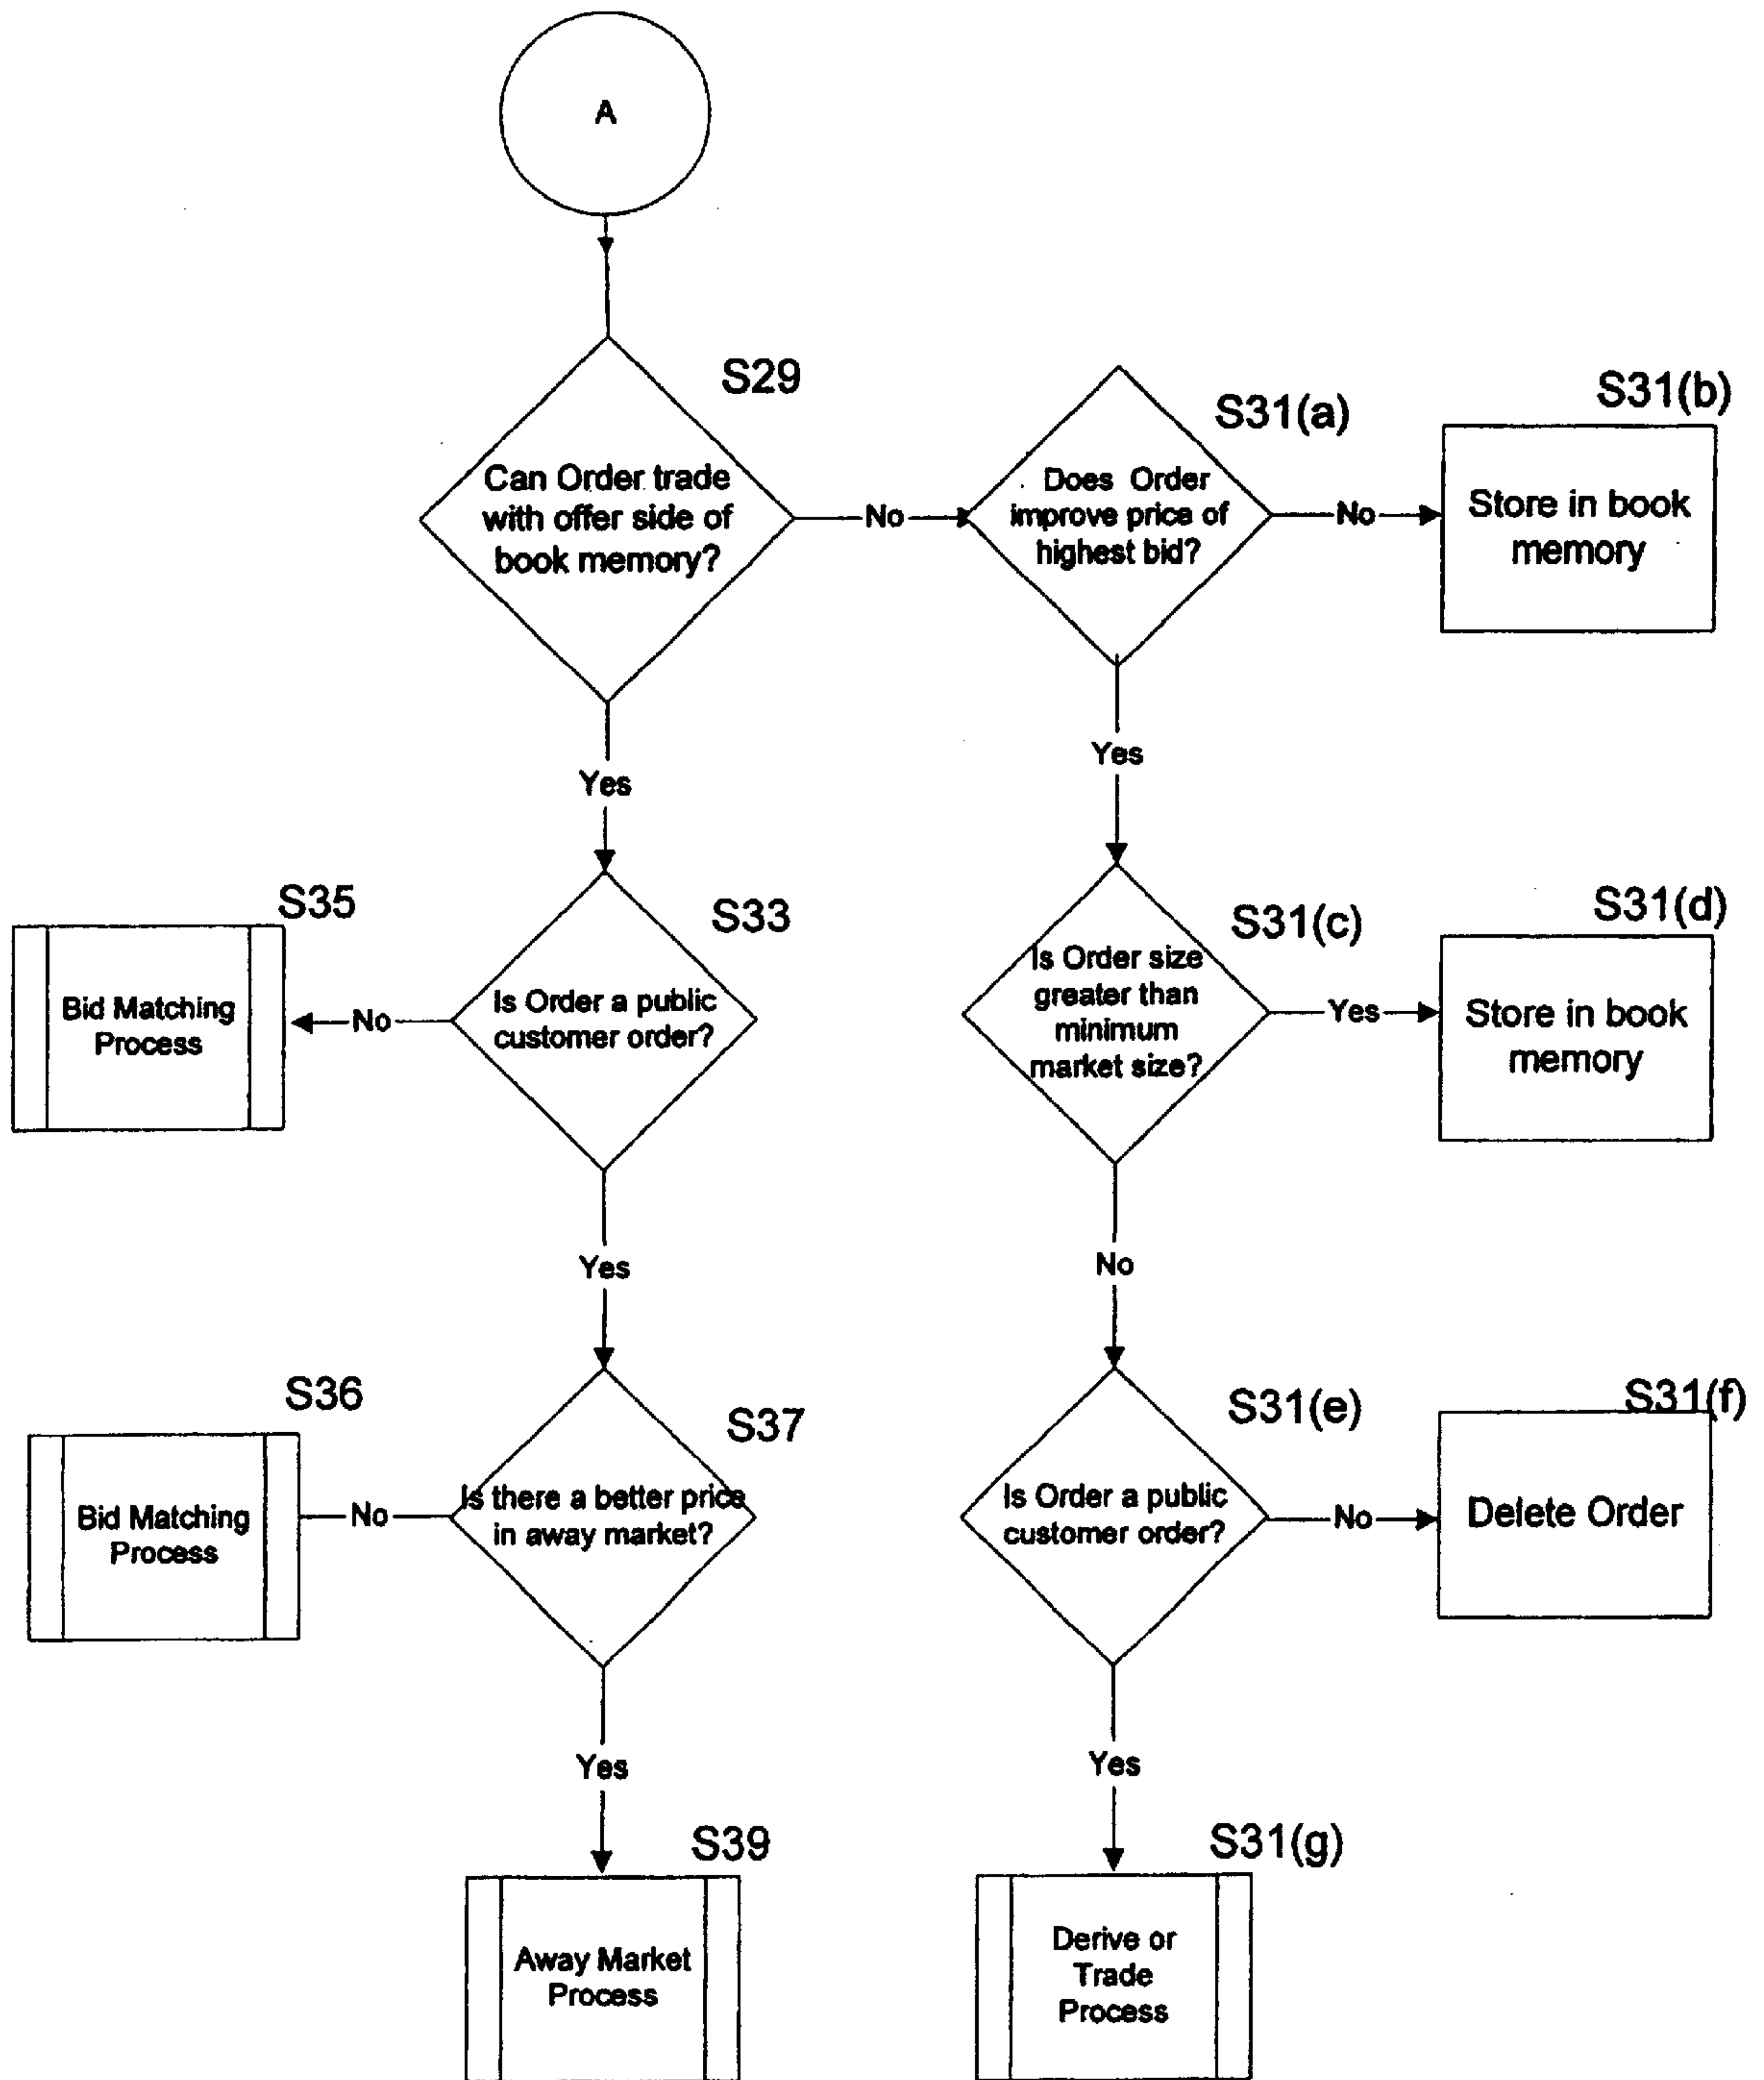 A
S29
Can Order trade
with offer side of
book memory?
No
S31(a)
Does Order
improve price of
highest bid?
No
S31(b)
Store in book
memory
Yes
Yes
S35
Bid Matching
Process
No
S33
Is Order a public
customer order?
S31(c)
Is Order size
greater than
minimum
market size?
Yes
S31(d)
Store in book
memory
Yes
No
S36
Bid Matching
Process
No
S37
Is there a better price
in away market?
S31(e)
Is Order a public
customer order?
No
S31(f)
Delete Order
Yes
Yes
S39
Away Market
Process
S31(g)
Derive or
Trade
Process